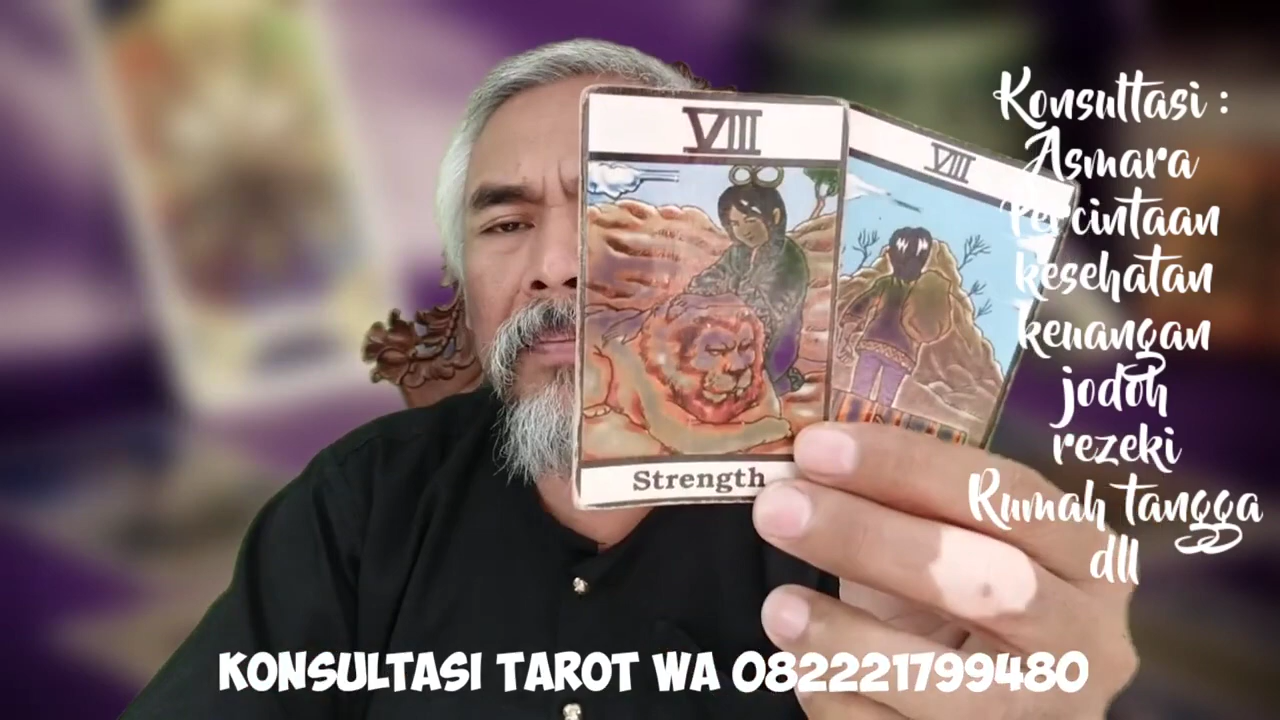 VIII
Strength
VIII
Konsultasi :
Asmara
Percintaan
kesehatan
keuangan
jodoh
rezeki
Rumah tangga
dll
KONSULTASI TAROT WA 082221799480